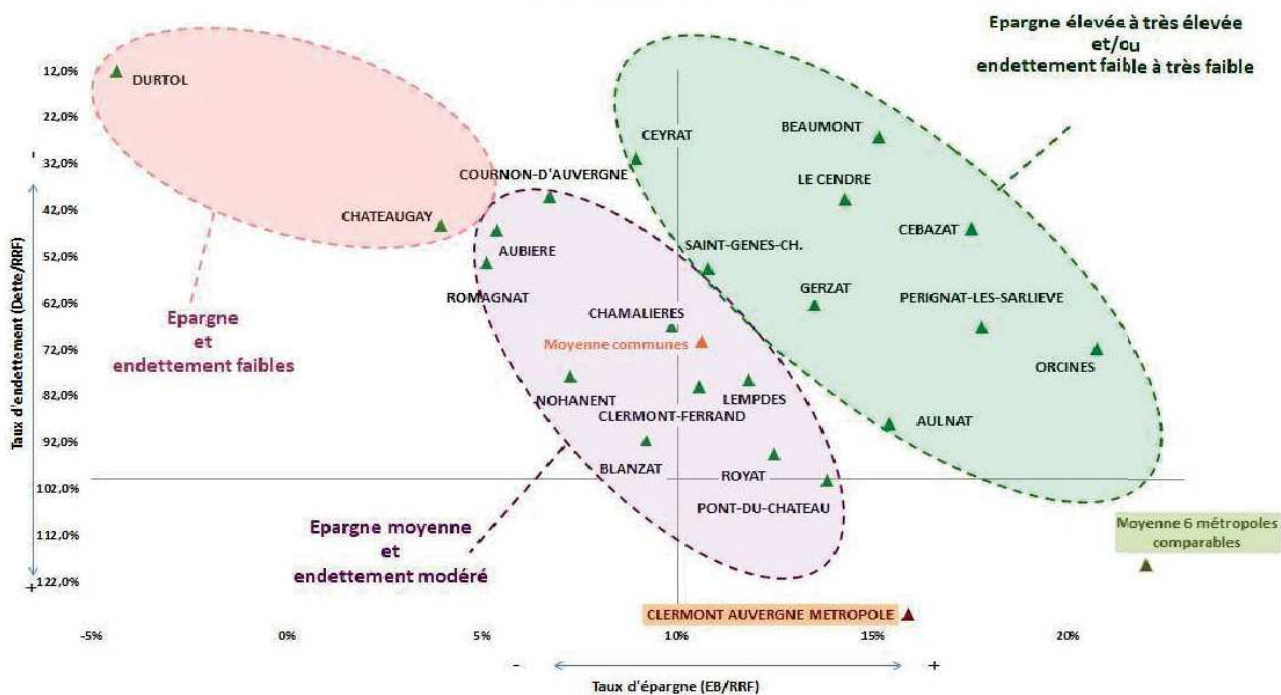 Epargne élevée à très élevée
et/ou
endettement faible à très faible
12,0%
22,0%
32,0%
42,0%
52,0%
62,0%
72,0%
82,0%
92,0%
102,0%
112,0%
122,0%
Taux d'endettement (Dette/RRF)
-
+
DURTOL
CEYRAT
BEAUMONT
COURNON-D'AUVERGNE
LE CENDRE
CHATEAUGAY
CEBAZAT
AUBIERE
SAINT-GENES-CH.
ROMAGNAT
GERZAT
PERIGNAT-LES-SARLIEVE
CHAMALIERES
Epargne
et
endettement faibles
Moyenne communes
ORCINES
NOHANENT
LEMPDES
CLERMONT-FERRAND
AULNAT
BLANZAT
ROYAT
PONT-DU-CHATEAU
Epargne moyenne
et
endettement modéré
Moyenne 6 métropoles
comparables
CLERMONT AUVERGNE METROPOLE
-5%
0%
5%
10%
15%
20%
-
+
Taux d'épargne (EB/RRF)